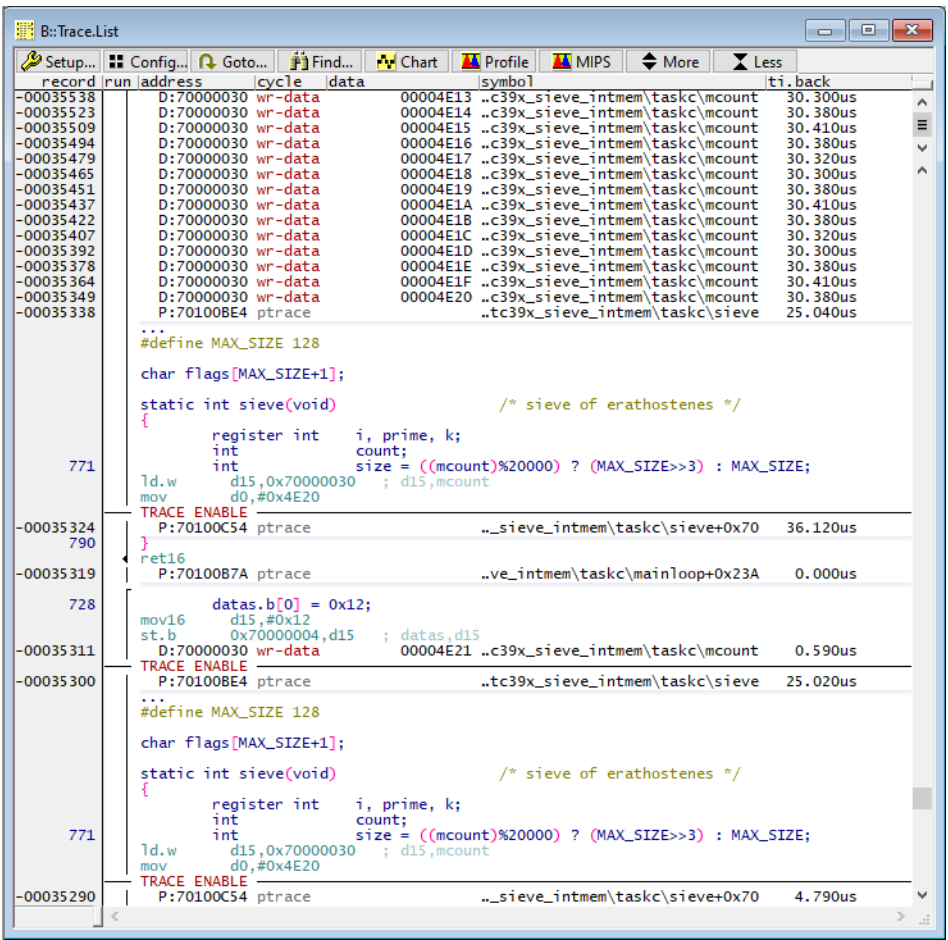 B::Trace.List
Setup... Config... Goto... Find... Chart Profile MIPS More Less
record run address cycle data symbol ti.back
-00035538 D:70000030 wr-data 00004E13 ..c39x_sieve_intmem\taskc\mcount 30.300us
-00035523 D:70000030 wr-data 00004E14 ..c39x_sieve_intmem\taskc\mcount 30.380us
-00035509 D:70000030 wr-data 00004E15 ..c39x_sieve_intmem\taskc\mcount 30.410us
-00035494 D:70000030 wr-data 00004E16 ..c39x_sieve_intmem\taskc\mcount 30.380us
-00035479 D:70000030 wr-data 00004E17 ..c39x_sieve_intmem\taskc\mcount 30.320us
-00035465 D:70000030 wr-data 00004E18 ..c39x_sieve_intmem\taskc\mcount 30.300us
-00035451 D:70000030 wr-data 00004E19 ..c39x_sieve_intmem\taskc\mcount 30.380us
-00035437 D:70000030 wr-data 00004E1A ..c39x_sieve_intmem\taskc\mcount 30.410us
-00035422 D:70000030 wr-data 00004E1B ..c39x_sieve_intmem\taskc\mcount 30.380us
-00035407 D:70000030 wr-data 00004E1C ..c39x_sieve_intmem\taskc\mcount 30.320us
-00035392 D:70000030 wr-data 00004E1D ..c39x_sieve_intmem\taskc\mcount 30.300us
-00035378 D:70000030 wr-data 00004E1E ..c39x_sieve_intmem\taskc\mcount 30.380us
-00035364 D:70000030 wr-data 00004E1F ..c39x_sieve_intmem\taskc\mcount 30.410us
-00035349 D:70000030 wr-data 00004E20 ..c39x_sieve_intmem\taskc\mcount 30.380us
-00035338 P:70100BE4 ptrace ..tc39x_sieve_intmem\taskc\sieve 25.040us
...
#define MAX_SIZE 128
char flags[MAX_SIZE+1];
static int sieve(void) /* sieve of erathostenes */
{
register int i, prime, k;
int count;
771 int size = ((mcount)%20000) ? (MAX_SIZE>>3) : MAX_SIZE;
ld.w d15,0x70000030 ; d15,mcount
mov d0,#0x4E20
TRACE ENABLE
-00035324 P:70100C54 ptrace .._sieve_intmem\taskc\sieve+0x70 36.120us
790 }
ret16
-00035319 P:70100B7A ptrace ..ve_intmem\taskc\mainloop+0x23A 0.000us
728 datas.b[0] = 0x12;
mov16 d15,#0x12
st.b 0x70000004,d15 ; datas,d15
-00035311 D:70000030 wr-data 00004E21 ..c39x_sieve_intmem\taskc\mcount 0.590us
TRACE ENABLE
-00035300 P:70100BE4 ptrace ..tc39x_sieve_intmem\taskc\sieve 25.020us
...
#define MAX_SIZE 128
char flags[MAX_SIZE+1];
static int sieve(void) /* sieve of erathostenes */
{
register int i, prime, k;
int count;
771 int size = ((mcount)%20000) ? (MAX_SIZE>>3) : MAX_SIZE;
ld.w d15,0x70000030 ; d15,mcount
mov d0,#0x4E20
TRACE ENABLE
-00035290 P:70100C54 ptrace .._sieve_intmem\taskc\sieve+0x70 4.790us